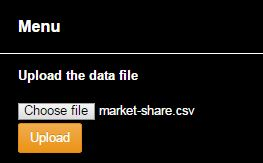 Menu
Upload the data file
Choose file market-share.csv
Upload